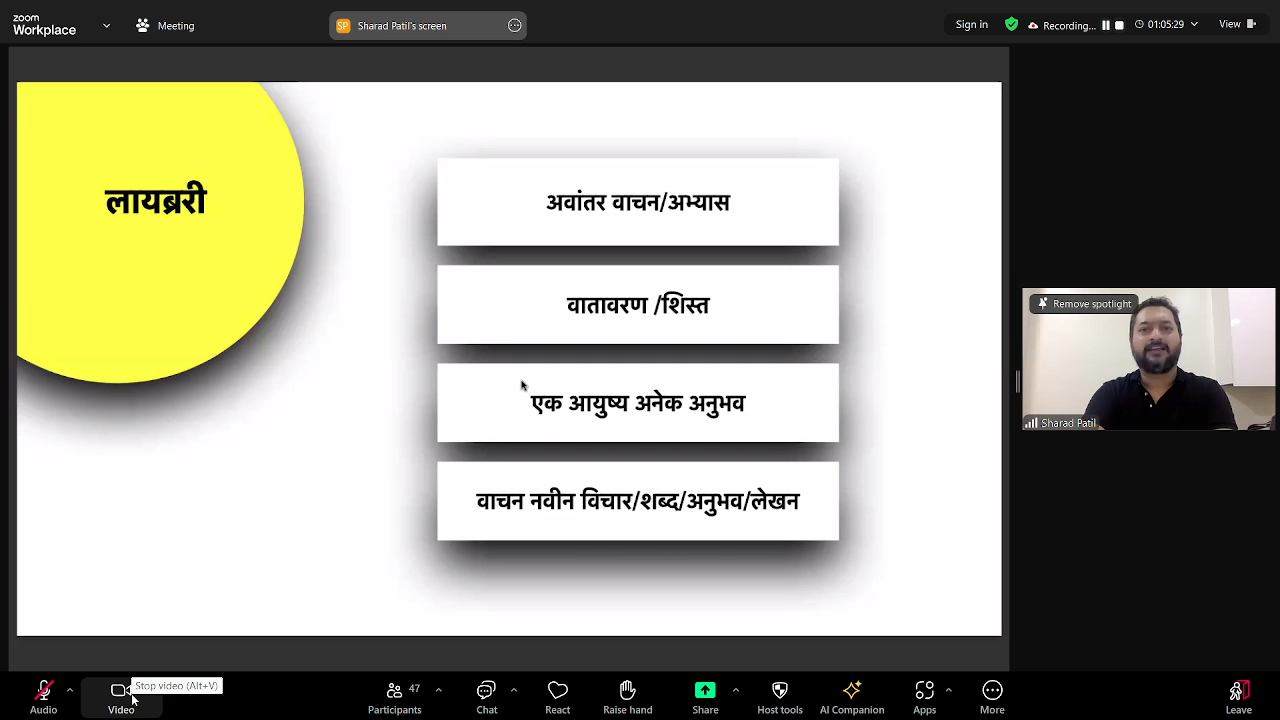 zoom
Workplace
Meeting
SP Sharad Patil's screen
Sign in
Recording...
01:05:29
View
लायब्ररी
अवांतर वाचन/अभ्यास
वातावरण /शिस्त
एक आयुष्य अनेक अनुभव
वाचन नवीन विचार/शब्द/अनुभव/लेखन
Remove spotlight
Sharad Patil
Stop video (Alt+V)
Audio
Video
47
Participants
Chat
React
Raise hand
Share
Host tools
AI Companion
Apps
More
Leave